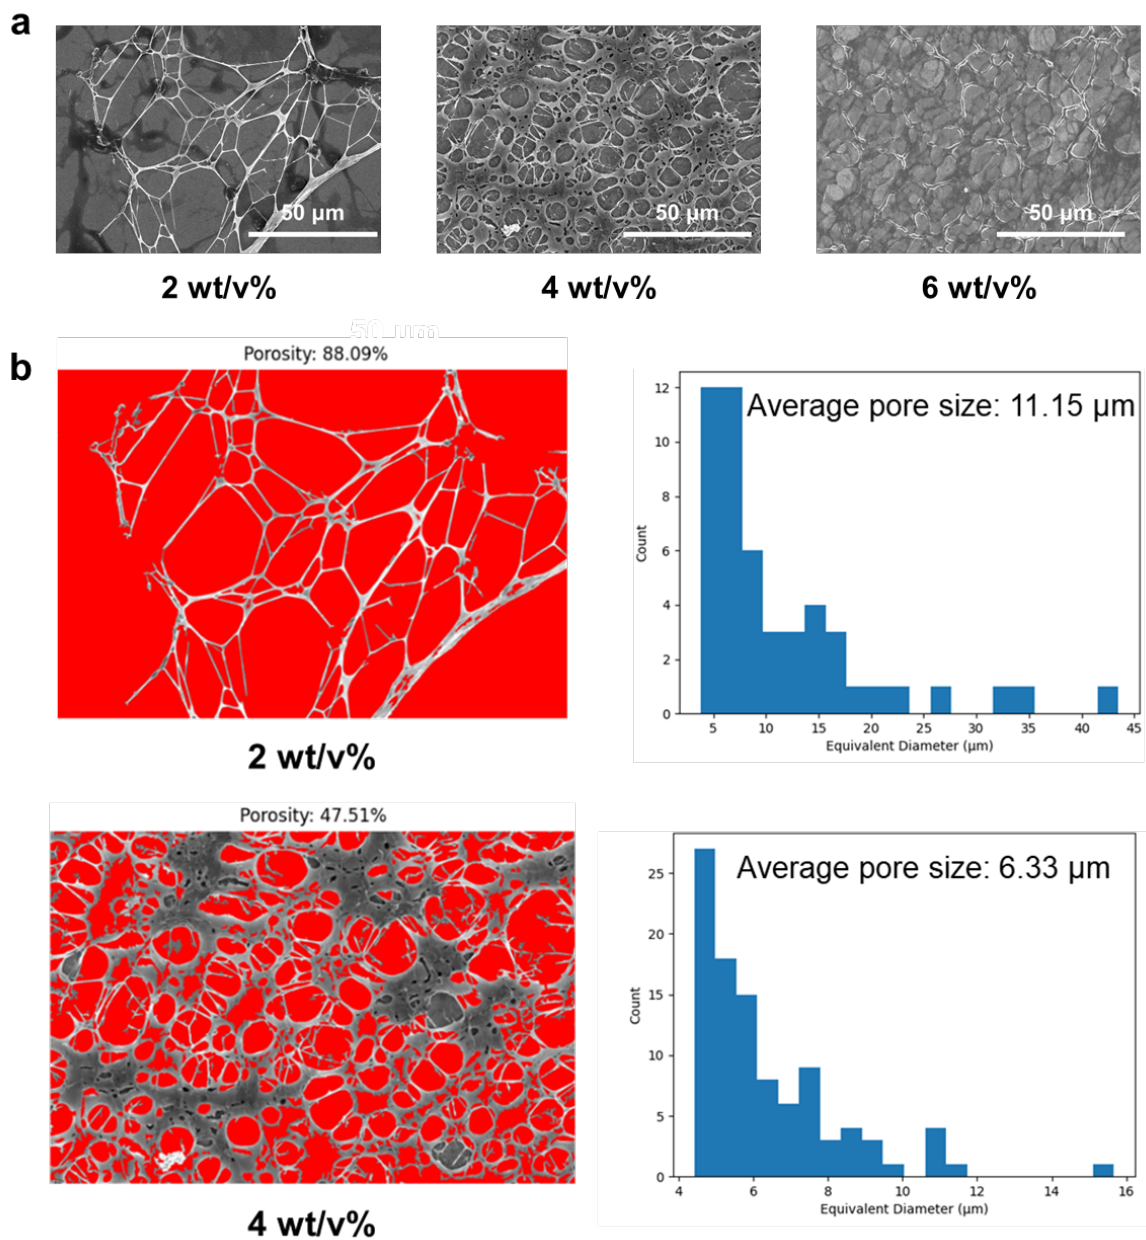 a
50 μm
50 μm
50 μm
2 wt/v%
4 wt/v%
6 wt/v%
50 μm
b
Porosity: 88.09%
2 wt/v%
Average pore size: 11.15 μm
12
10
8
6
4
2
0
Count
5 10 15 20 25 30 35 40 45
Equivalent Diameter (μm)
Porosity: 47.51%
4 wt/v%
Average pore size: 6.33 μm
25
20
15
10
5
0
Count
4 6 8 10 12 14 16
Equivalent Diameter (μm)